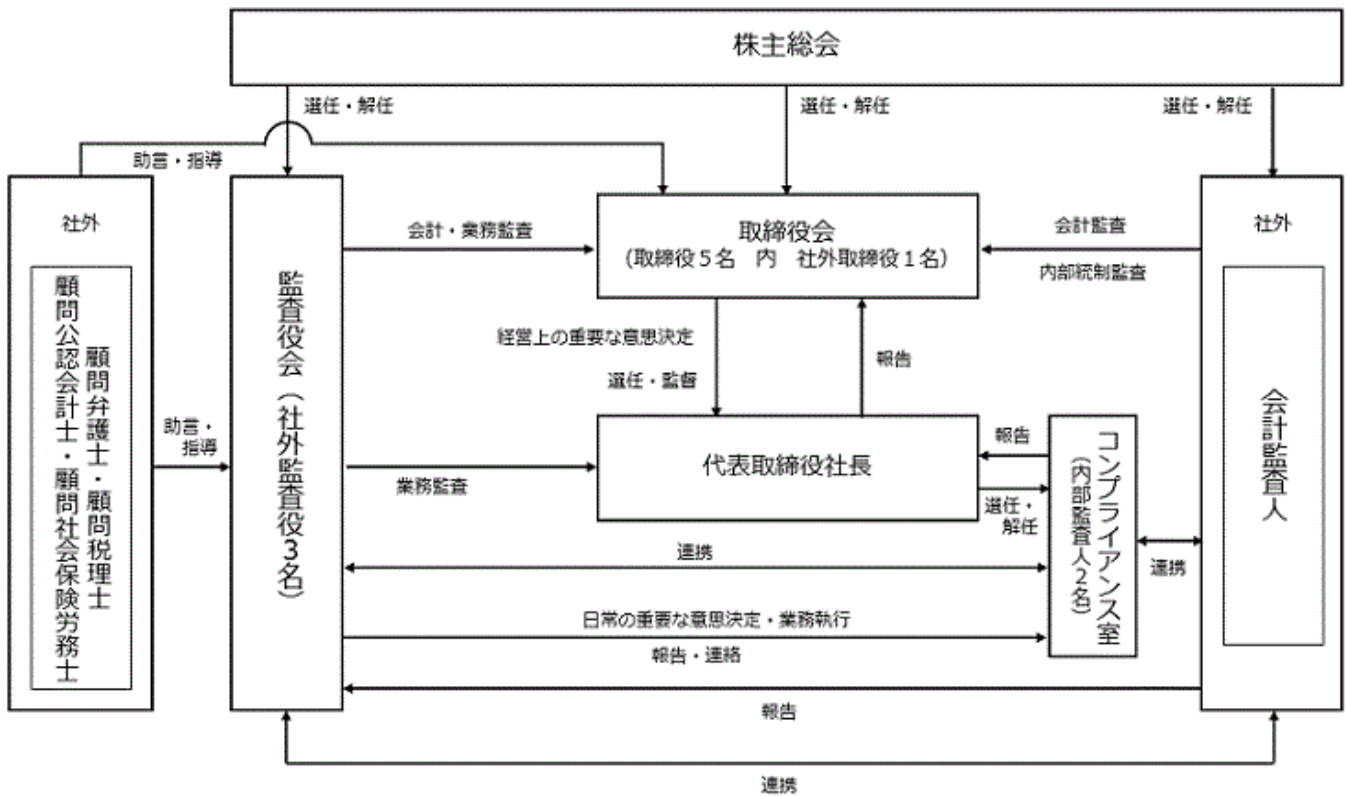 株主総会
選任・解任
選任・解任
選任・解任
助言・指導
社外
顧問弁護士・顧問税理士
顧問公認会計士・顧問社会保険労務士
助言・
指導
監査役会（社外監査役３名）
会計・業務監査
取締役会
（取締役５名　内　社外取締役１名）
会計監査
内部統制監査
社外
会計監査人
経営上の重要な意思決定
選任・監督
報告
代表取締役社長
業務監査
報告
選任・
解任
コンプライアンス室
（内部監査人２名）
連携
連携
日常の重要な意思決定・業務執行
報告・連絡
報告
連携